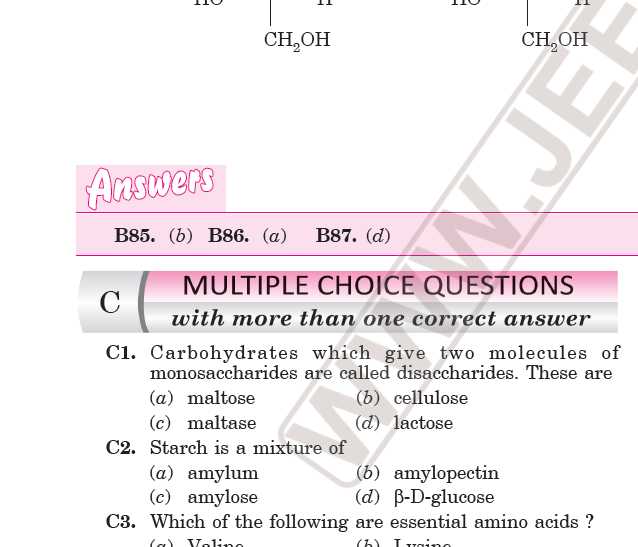 HO H HO H
CH₂OH CH₂OH
Answers
B85. (b) B86. (a) B87. (d)
C MULTIPLE CHOICE QUESTIONS
with more than one correct answer
C1. Carbohydrates which give two molecules of
monosaccharides are called disaccharides. These are
(a) maltose (b) cellulose
(c) maltase (d) lactose
C2. Starch is a mixture of
(a) amylum (b) amylopectin
(c) amylose (d) β-D-glucose
C3. Which of the following are essential amino acids ?
(a) Valine (b) Lysine
WWW.JEE